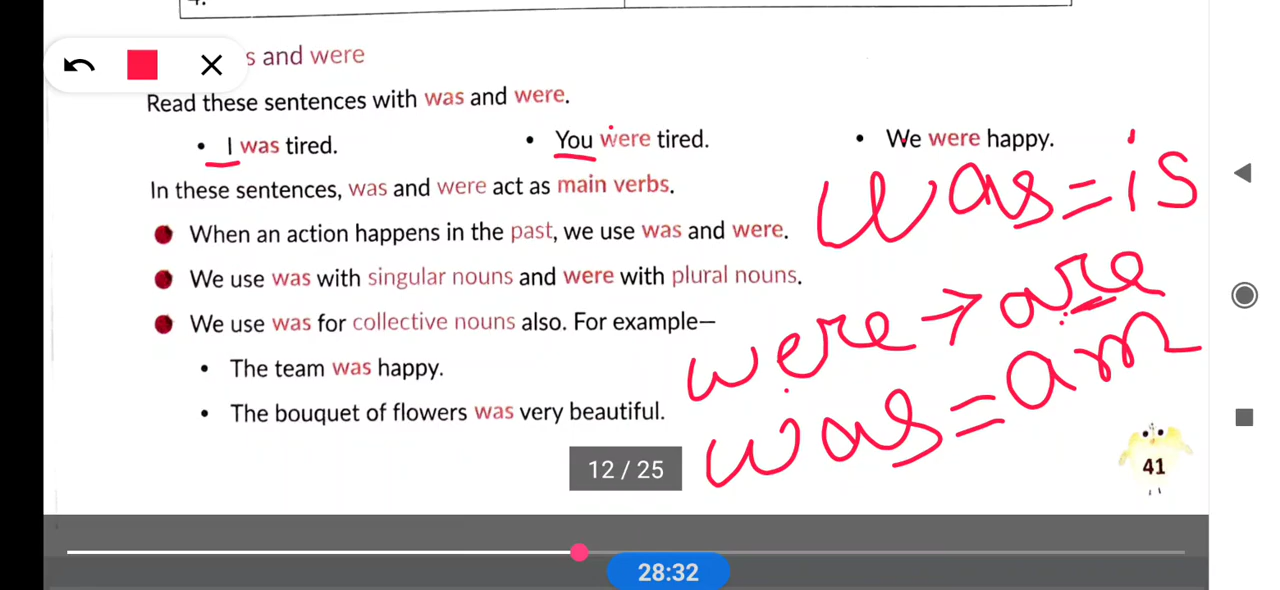 4.
s and were
Read these sentences with was and were.
• I was tired. • You were tired. • We were happy.
was = is
In these sentences, was and were act as main verbs.
When an action happens in the past, we use was and were.
We use was with singular nouns and were with plural nouns.
were → are
We use was for collective nouns also. For example—
• The team was happy.
was = am
• The bouquet of flowers was very beautiful.
12 / 25
41
28:32